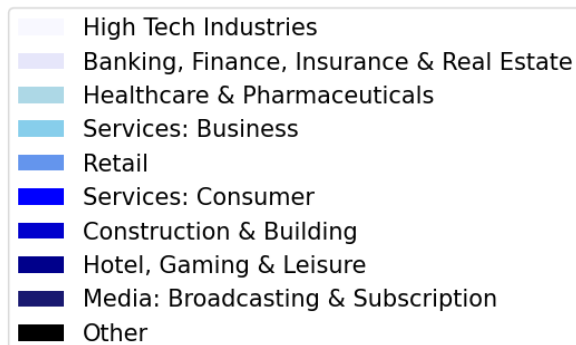 High Tech Industries
Banking, Finance, Insurance & Real Estate
Healthcare & Pharmaceuticals
Services: Business
Retail
Services: Consumer
Construction & Building
Hotel, Gaming & Leisure
Media: Broadcasting & Subscription
Other